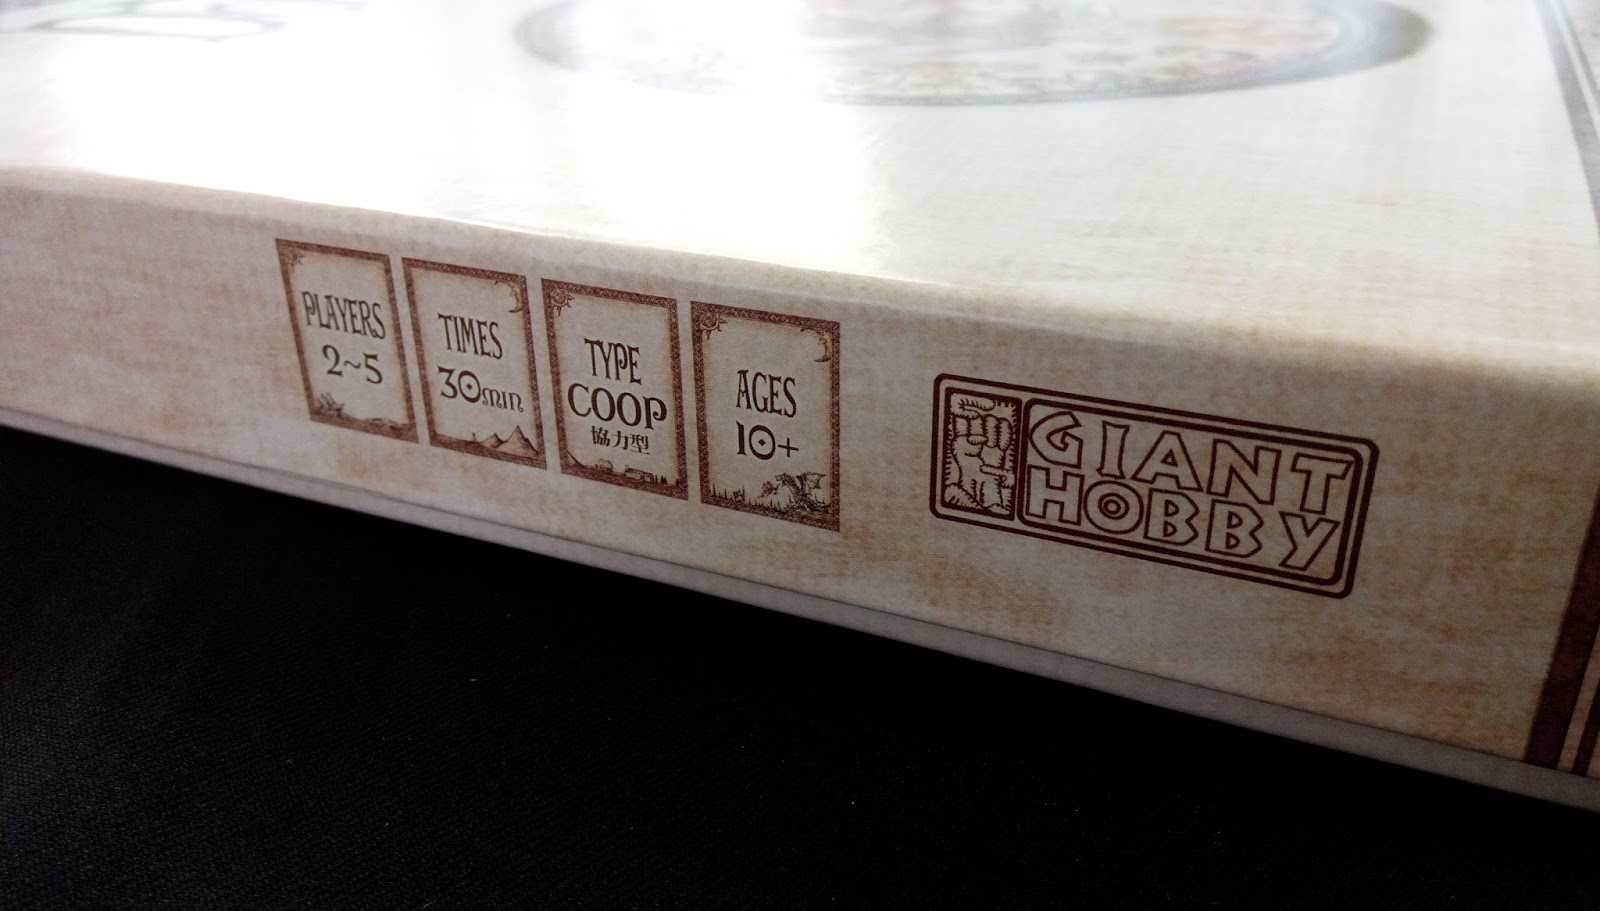 PLAYERS
2~5
TIMES
30min
TYPE
COOP
協力型
AGES
10+
GIANT
HOBBY